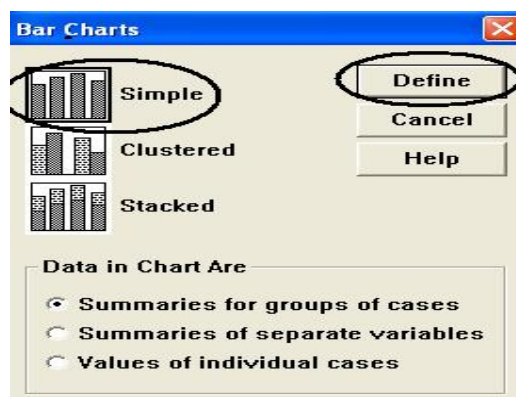 Bar Charts
Simple
Define
Cancel
Clustered
Help
Stacked
Data in Chart Are
Summaries for groups of cases
Summaries of separate variables
Values of individual cases